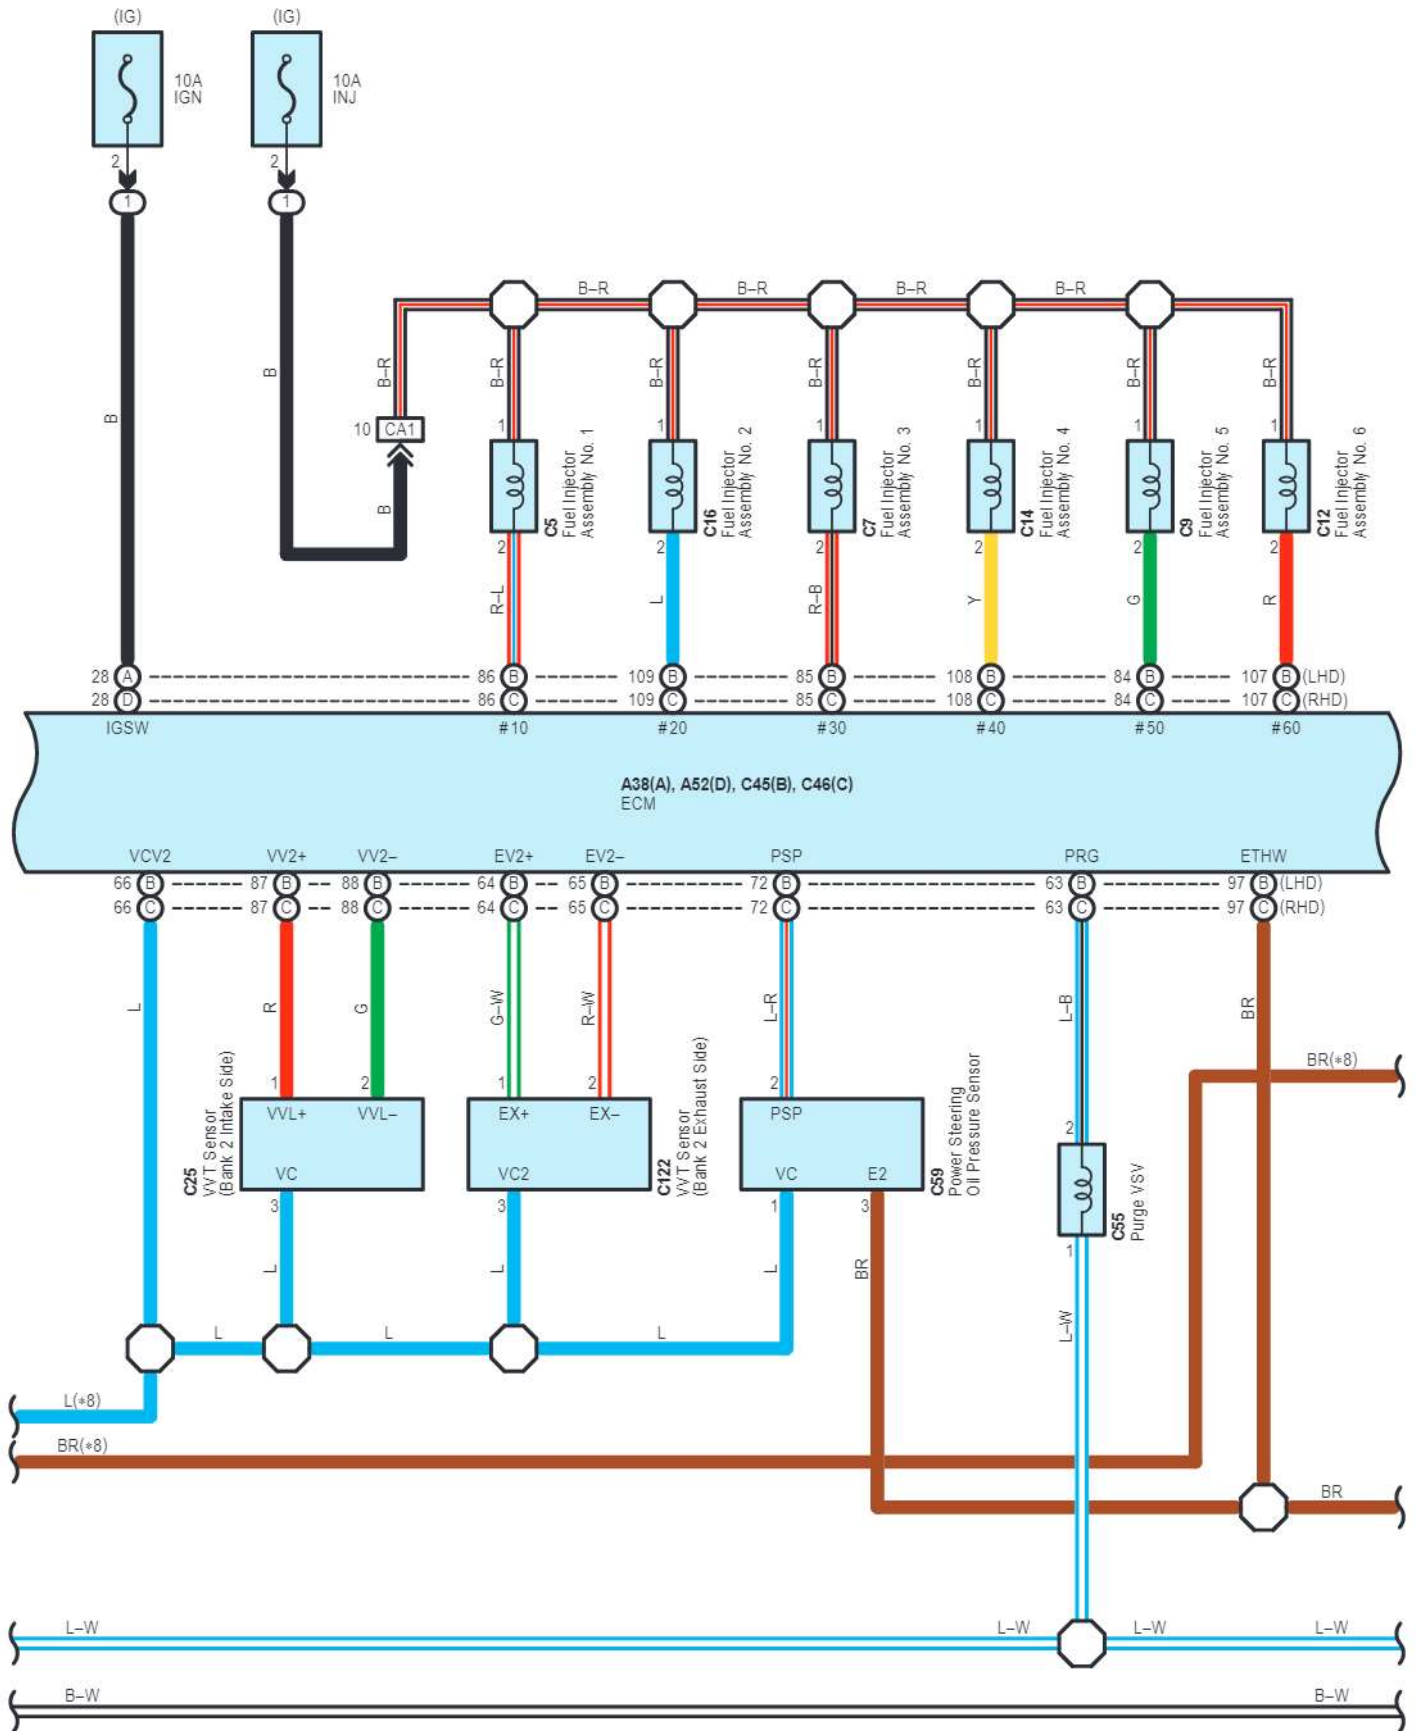 (IG)
(IG)
10A
IGN
10A
INJ
2
2
1
1
B–R
B–R
B–R
B–R
B
B
B–R
B–R
B–R
B–R
B–R
B–R
B–R
10
CA1
B
1
1
1
1
1
1
C5
Fuel Injector
Assembly No. 1
C16
Fuel Injector
Assembly No. 2
C7
Fuel Injector
Assembly No. 3
C14
Fuel Injector
Assembly No. 4
C9
Fuel Injector
Assembly No. 5
C12
Fuel Injector
Assembly No. 6
2
2
2
2
2
2
R–L
L
R–B
Y
G
R
28 A 86 B 109 B 85 B 108 B 84 B 107 B (LHD)
28 D 86 C 109 C 85 C 108 C 84 C 107 C (RHD)
IGSW #10 #20 #30 #40 #50 #60
A38(A), A52(D), C45(B), C46(C)
ECM
VCV2 VV2+ VV2– EV2+ EV2– PSP PRG ETHW
66 B 87 B 88 B 64 B 65 B 72 B 63 B 97 B (LHD)
66 C 87 C 88 C 64 C 65 C 72 C 63 C 97 C (RHD)
L
R
G
G–W
R–W
L–R
L–B
BR
BR(*8)
1
2
1
2
2
2
VVL+ VVL–
VC
C25
VVT Sensor
(Bank 2 Intake Side)
EX+ EX–
VC2
C122
VVT Sensor
(Bank 2 Exhaust Side)
PSP
VC E2
C59
Power Steering
Oil Pressure Sensor
C55
Purge VSV
3
3
1
3
1
L
L
L
BR
L–W
L
L
L
L(*8)
BR(*8)
BR
L–W
L–W
L–W
L–W
B–W
B–W